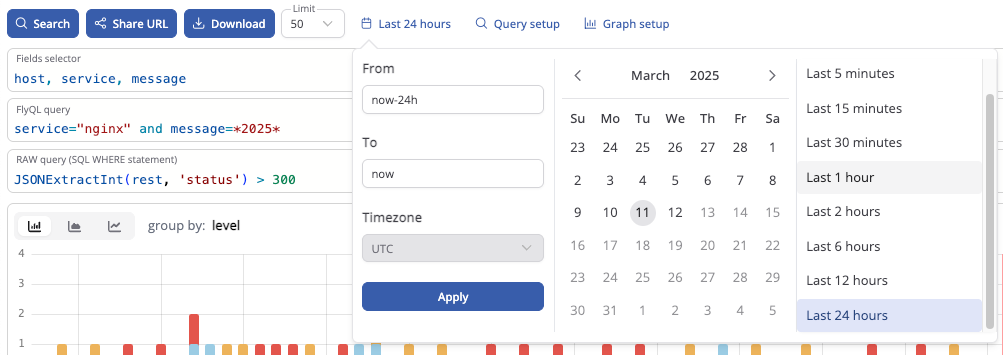 Search Share URL Download Limit 50 Last 24 hours Query setup Graph setup
Fields selector
host, service, message
FlyQL query
service="nginx" and message=*2025*
RAW query (SQL WHERE statement)
JSONExtractInt(rest, 'status') > 300
group by: level
4
3
2
1
From
now-24h
To
now
Timezone
UTC
Apply
March 2025
Su Mo Tu We Th Fr Sa
23 24 25 26 27 28 1
2 3 4 5 6 7 8
9 10 11 12 13 14 15
16 17 18 19 20 21 22
23 24 25 26 27 28 29
30 31 1 2 3 4 5
Last 5 minutes
Last 15 minutes
Last 30 minutes
Last 1 hour
Last 2 hours
Last 6 hours
Last 12 hours
Last 24 hours